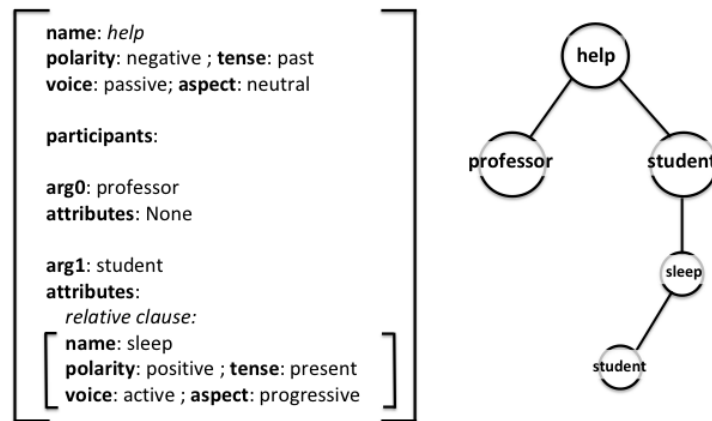 name: help
polarity: negative ; tense: past
voice: passive; aspect: neutral
participants:
arg0: professor
attributes: None
arg1: student
attributes:
relative clause:
name: sleep
polarity: positive ; tense: present
voice: active ; aspect: progressive
help
professor
student
sleep
student